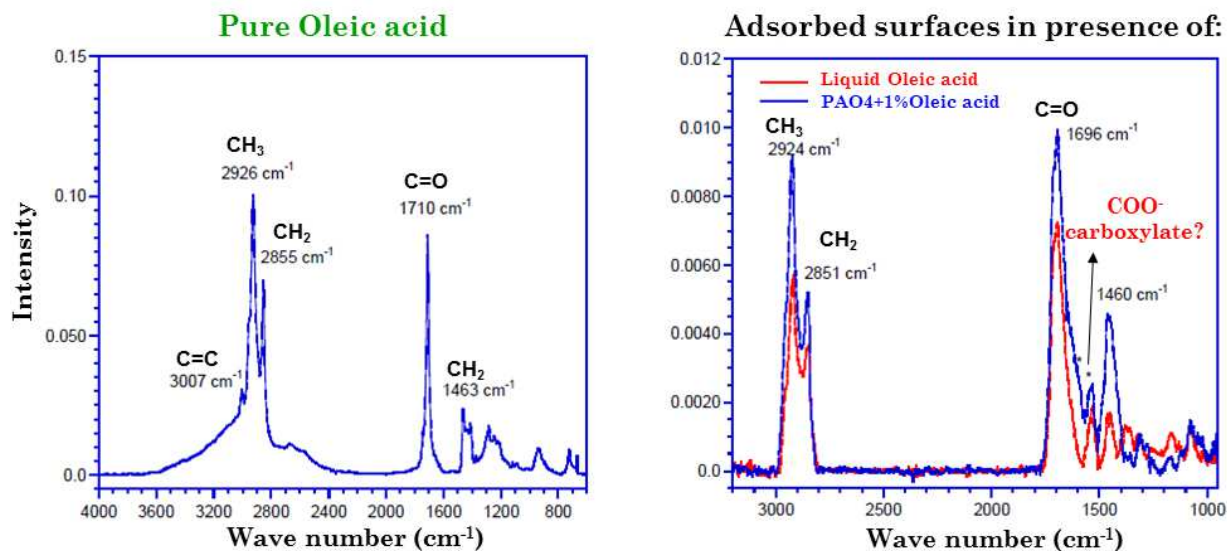 Pure Oleic acid
0.15
0.10
0.050
0.0
Intensity
CH3
2926 cm-1
CH2
2855 cm-1
C=C
3007 cm-1
C=O
1710 cm-1
CH2
1463 cm-1
4000 3200 2400 1600 800
Wave number (cm-1)
Adsorbed surfaces in presence of:
0.012
0.010
0.0080
0.0060
0.0040
0.0020
0.0
Liquid Oleic acid
PAO4+1%Oleic acid
CH3
2924 cm-1
CH2
2851 cm-1
C=O
1696 cm-1
COO-
carboxylate?
1460 cm-1
* *
3000 2500 2000 1500 1000
Wave number (cm-1)